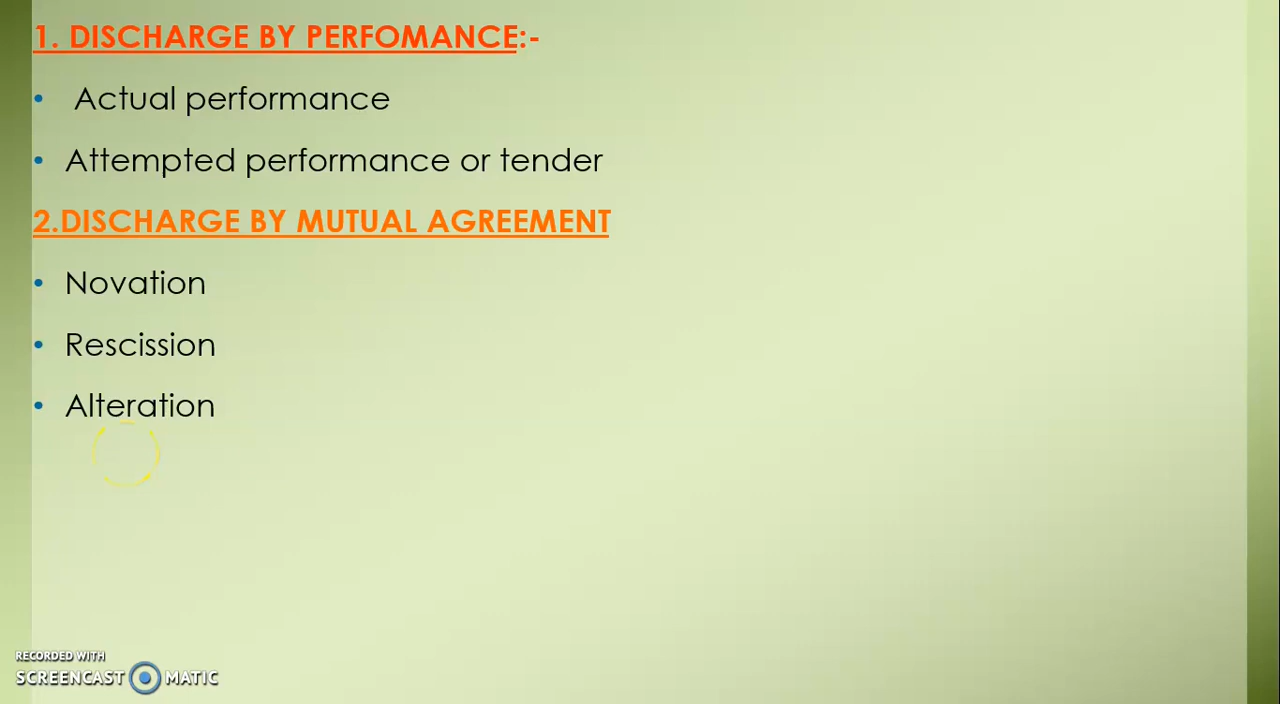 1. DISCHARGE BY PERFOMANCE:-
• Actual performance
• Attempted performance or tender
2.DISCHARGE BY MUTUAL AGREEMENT
• Novation
• Rescission
• Alteration
RECORDED WITH
SCREENCAST MATIC